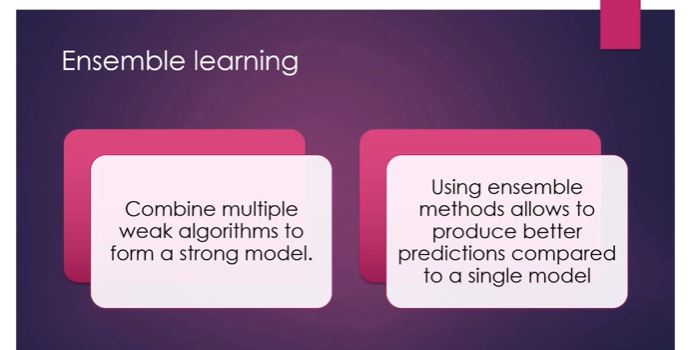 Ensemble learning
Combine multiple
weak algorithms to
form a strong model.
Using ensemble
methods allows to
produce better
predictions compared
to a single model